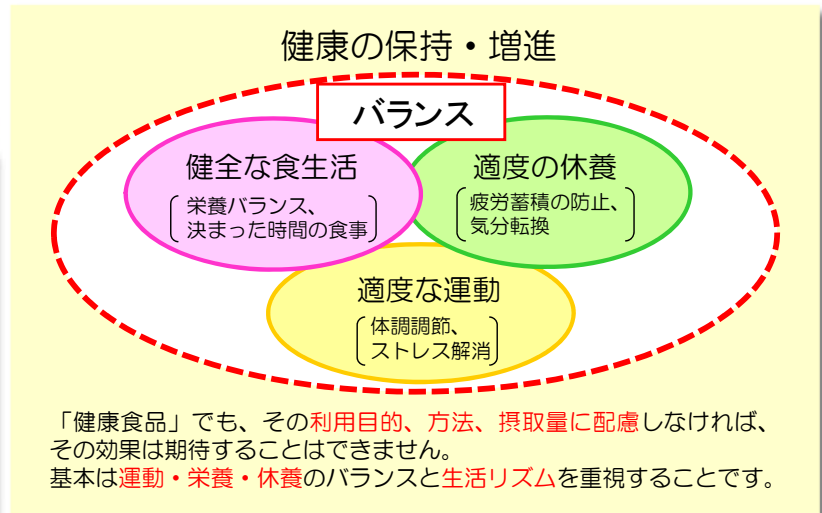 健康の保持・増進
バランス
健全な食生活
栄養バランス、
決まった時間の食事
適度の休養
疲労蓄積の防止、
気分転換
適度な運動
体調調節、
ストレス解消
「健康食品」でも、その利用目的、方法、摂取量に配慮しなければ、
その効果は期待することはできません。
基本は運動・栄養・休養のバランスと生活リズムを重視することです。